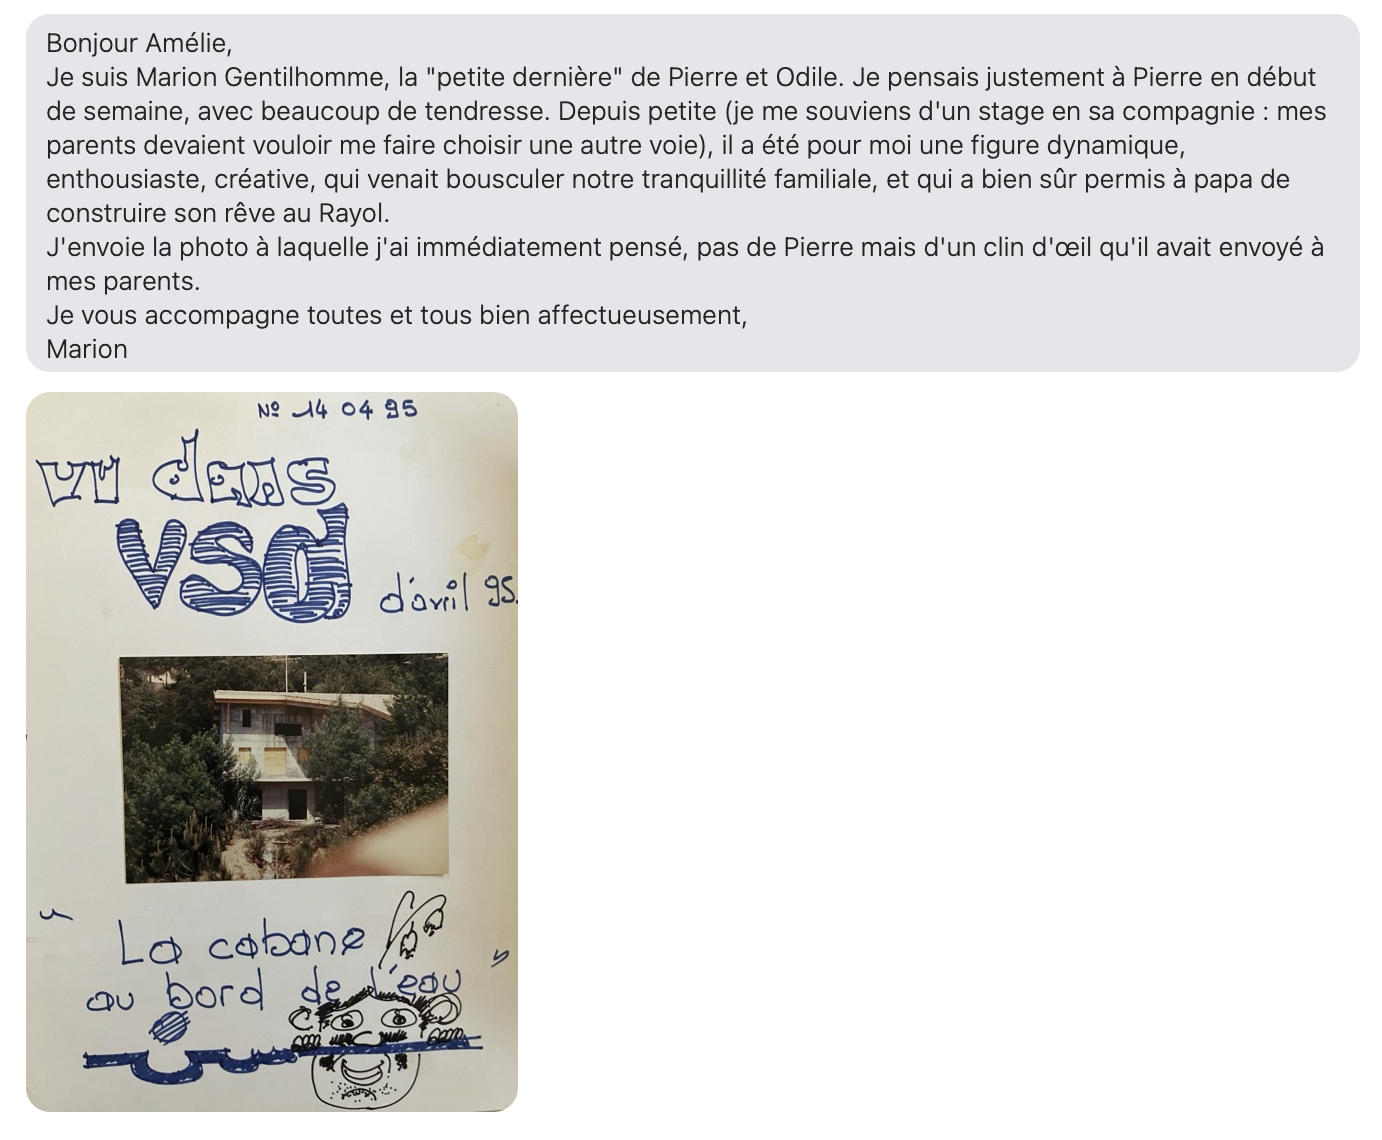 Bonjour Amélie,
Je suis Marion Gentilhomme, la "petite dernière" de Pierre et Odile. Je pensais justement à Pierre en début
de semaine, avec beaucoup de tendresse. Depuis petite (je me souviens d'un stage en sa compagnie : mes
parents devaient vouloir me faire choisir une autre voie), il a été pour moi une figure dynamique,
enthousiaste, créative, qui venait bousculer notre tranquillité familiale, et qui a bien sûr permis à papa de
construire son rêve au Rayol.
J'envoie la photo à laquelle j'ai immédiatement pensé, pas de Pierre mais d'un clin d'œil qu'il avait envoyé à
mes parents.
Je vous accompagne toutes et tous bien affectueusement,
Marion
Nº 14 04 95
vu dans
vsd
d'avril 95.
" La cabane
au bord de l'eau "